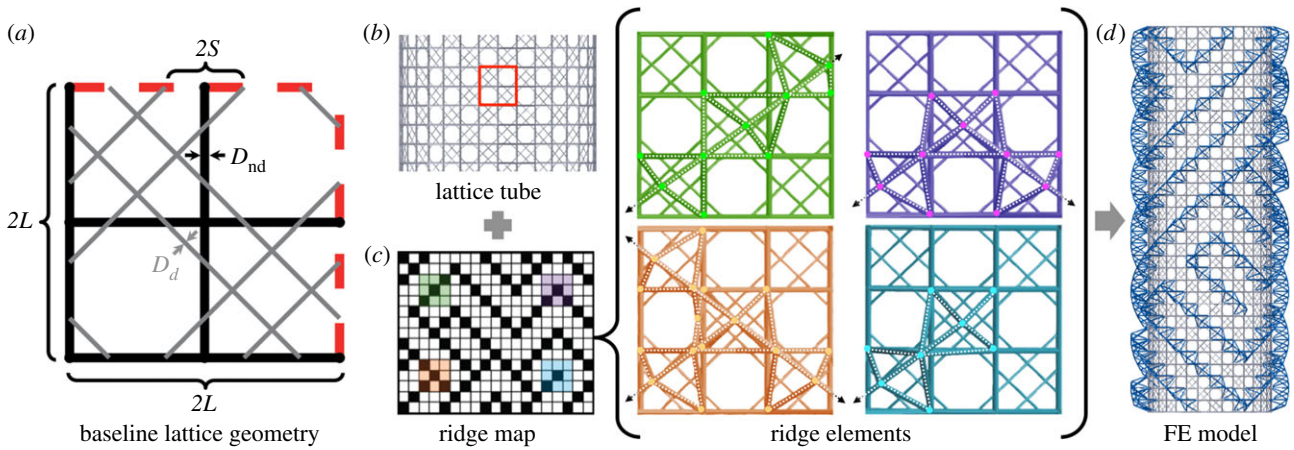 (a)
2S
D_nd
2L
D_d
2L
baseline lattice geometry
(b)
lattice tube
(c)
ridge map
ridge elements
(d)
FE model